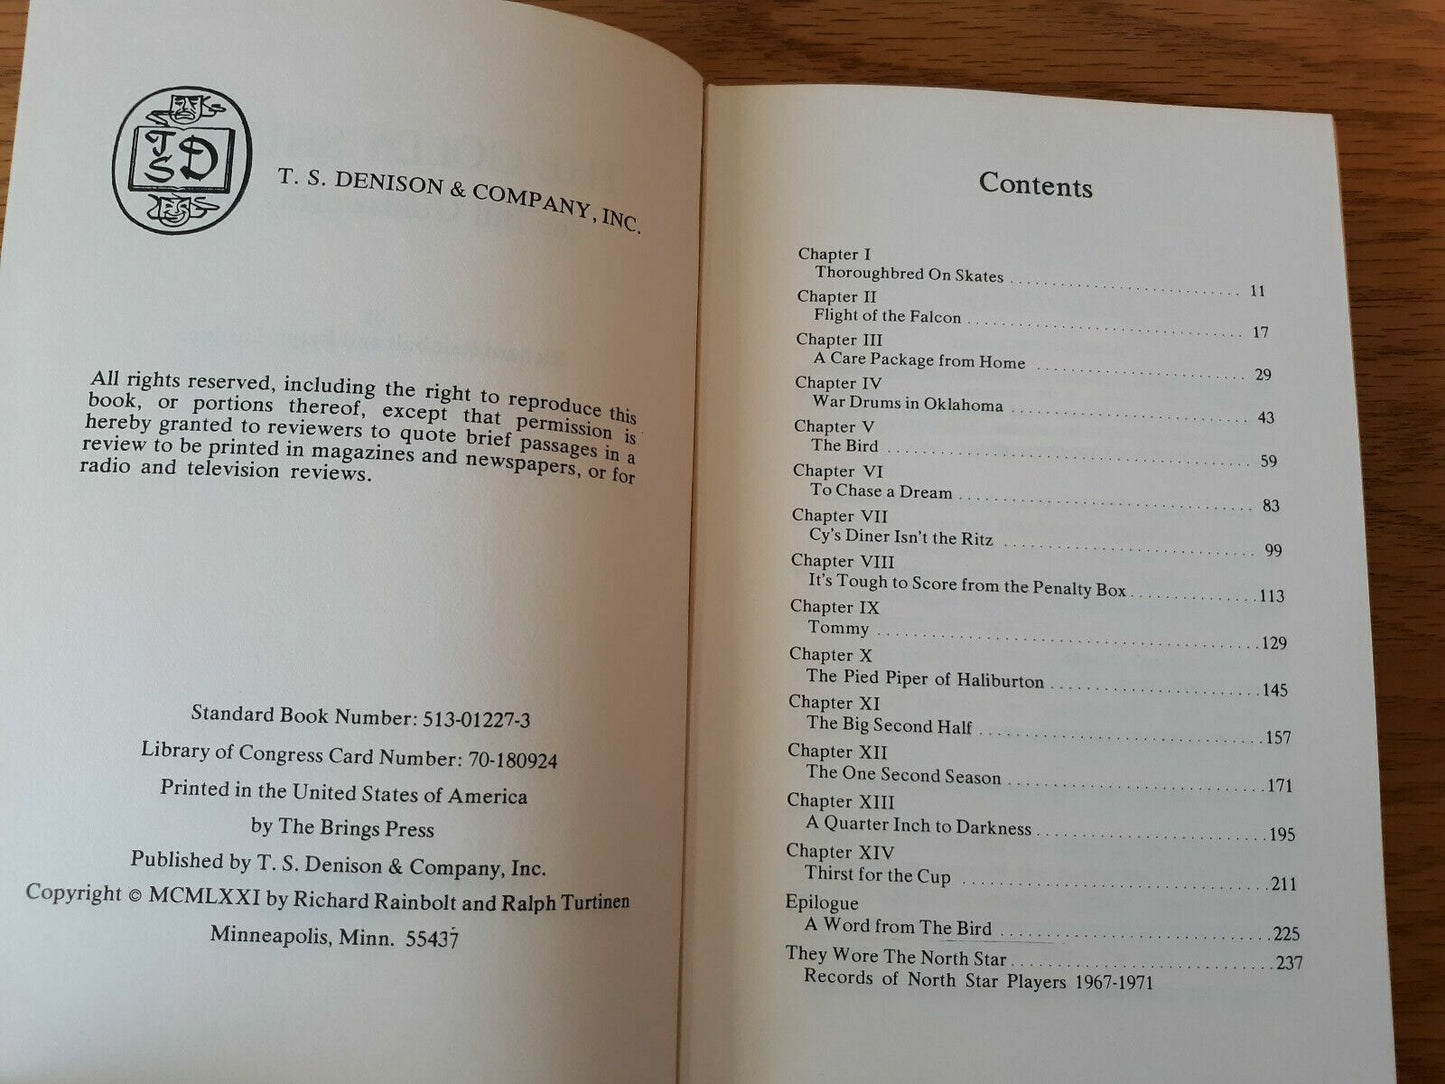 TSD
T. S. DENISON & COMPANY, INC.
All rights reserved, including the right to reproduce this
book, or portions thereof, except that permission is
hereby granted to reviewers to quote brief passages in a
review to be printed in magazines and newspapers, or for
radio and television reviews.
Standard Book Number: 513-01227-3
Library of Congress Card Number: 70-180924
Printed in the United States of America
by The Brings Press
Published by T. S. Denison & Company, Inc.
Copyright © MCMLXXI by Richard Rainbolt and Ralph Turtinen
Minneapolis, Minn. 55437
Contents
Chapter I
Thoroughbred On Skates 11
Chapter II
Flight of the Falcon 17
Chapter III
A Care Package from Home 29
Chapter IV
War Drums in Oklahoma 43
Chapter V
The Bird 59
Chapter VI
To Chase a Dream 83
Chapter VII
Cy's Diner Isn't the Ritz 99
Chapter VIII
It's Tough to Score from the Penalty Box 113
Chapter IX
Tommy 129
Chapter X
The Pied Piper of Haliburton 145
Chapter XI
The Big Second Half 157
Chapter XII
The One Second Season 171
Chapter XIII
A Quarter Inch to Darkness 195
Chapter XIV
Thirst for the Cup 211
Epilogue
A Word from The Bird 225
They Wore The North Star 237
Records of North Star Players 1967-1971